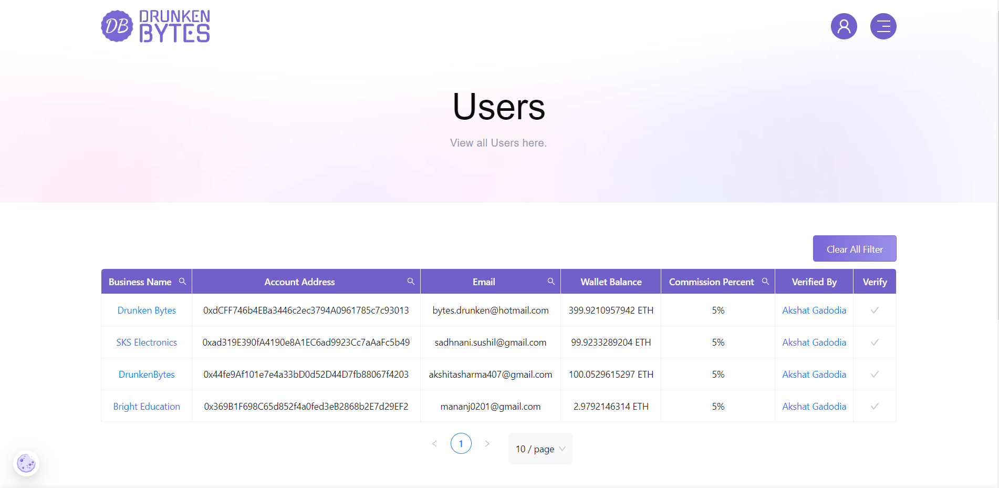 DB DRUNKEN
BYTES
Users
View all Users here.
Clear All Filter
Business Name Account Address Email Wallet Balance Commission Percent Verified By Verify
Drunken Bytes 0xdCFF746b4EBa3446c2ec3794A0961785c7c93013 bytes.drunken@hotmail.com 399.9210957942 ETH 5% Akshat Gadodia
SKS Electronics 0xad319E390fA4190e8A1EC6ad9923Cc7aAaFc5b49 sadhnani.sushil@gmail.com 99.9233289204 ETH 5% Akshat Gadodia
DrunkenBytes 0x44fe9Af101e7e4a33bD0d52D44D7fb88067f4203 akshitasharma407@gmail.com 100.0529615297 ETH 5% Akshat Gadodia
Bright Education 0x369B1F698C65d852f4a0fed3eB2868b2E7d29EF2 mananj0201@gmail.com 2.9792146314 ETH 5% Akshat Gadodia
< 1 > 10 / page